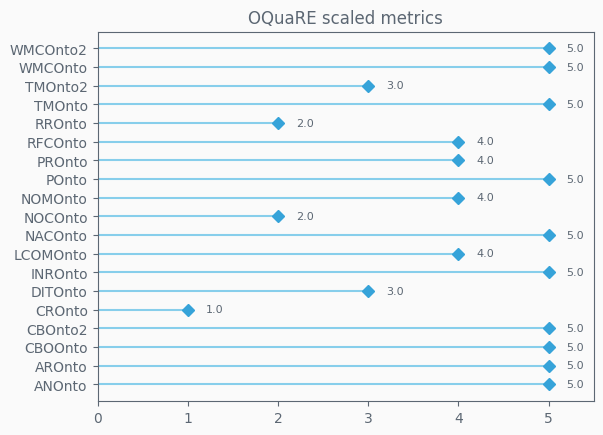 OQuaRE scaled metrics
WMCOnto2 5.0
WMCOnto 5.0
TMOnto2 3.0
TMOnto 5.0
RROnto 2.0
RFCOnto 4.0
PROnto 4.0
POnto 5.0
NOMOnto 4.0
NOCOnto 2.0
NACOnto 5.0
LCOMOnto 4.0
INROnto 5.0
DITOnto 3.0
CROnto 1.0
CBOnto2 5.0
CBOOnto 5.0
AROnto 5.0
ANOnto 5.0
0 1 2 3 4 5